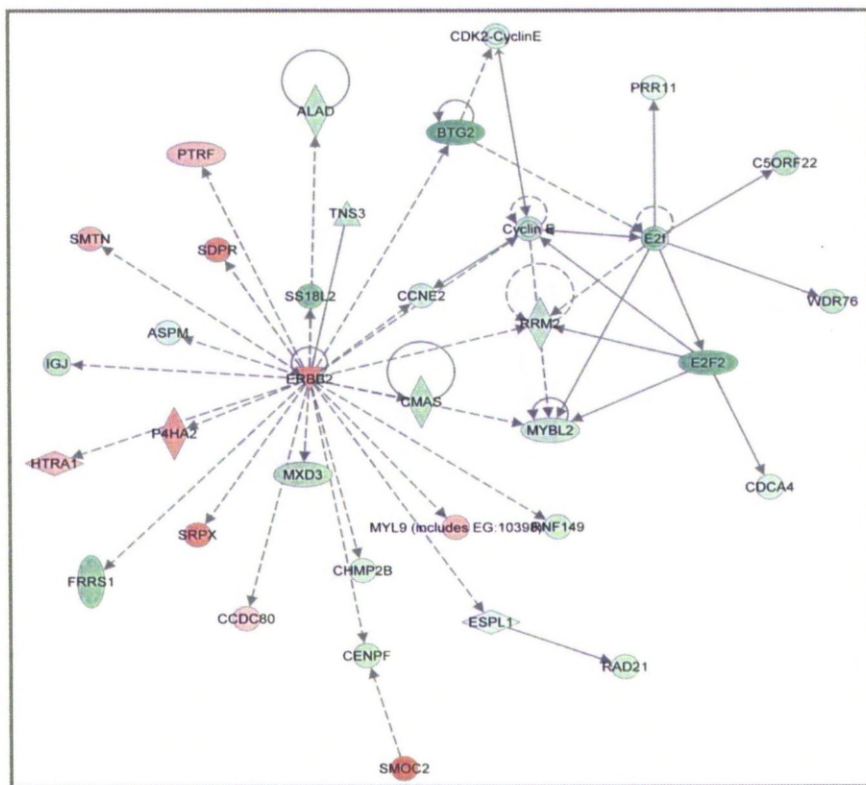 CDK2-CyclinE
PRR11
ALAD
BTG2
PTRF
C5ORF22
TNS3
SMTN
SDPR
Cyclin E
E2f
SS18L2
CCNE2
WDR76
RRM2
ASPM
IGJ
E2F2
ERBB2
CMAS
P4HA2
MYBL2
HTRA1
MXD3
CDCA4
SRPX
MYL9 (includes EG:10398)
RNF149
CHMP2B
FRRS1
CCDC80
ESPL1
CENPF
RAD21
SMOC2